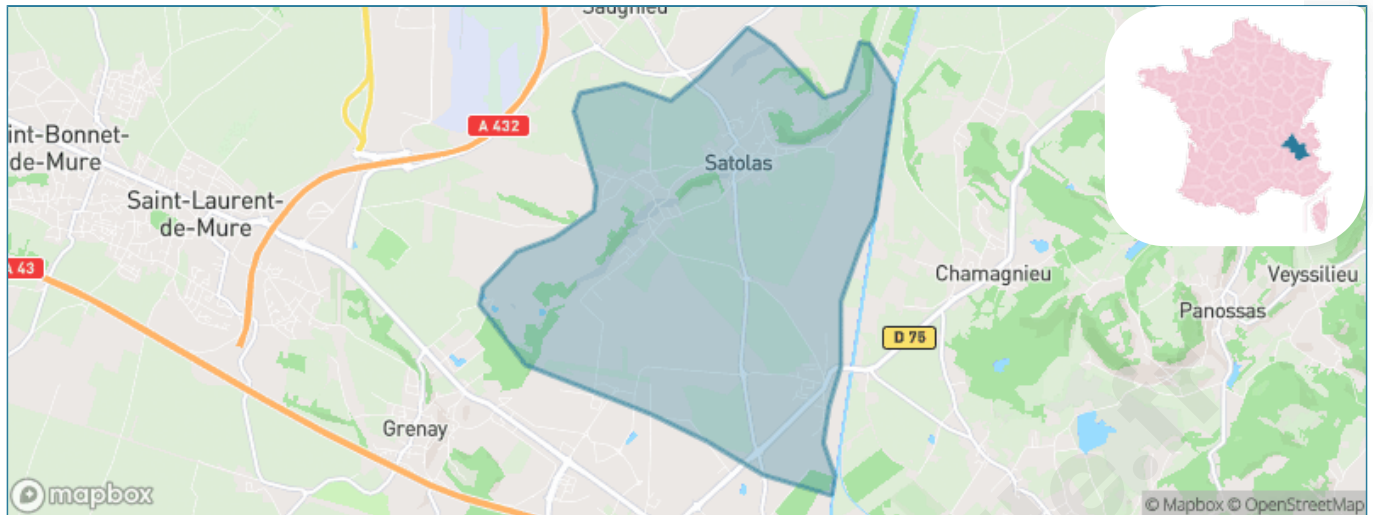 Saugnieu
A 432
int-Bonnet-
de-Mure
Satolas
Saint-Laurent-
de-Mure
A 43
Chamagnieu
Veyssilieu
Panossas
D 75
Grenay
mapbox
© Mapbox © OpenStreetMap